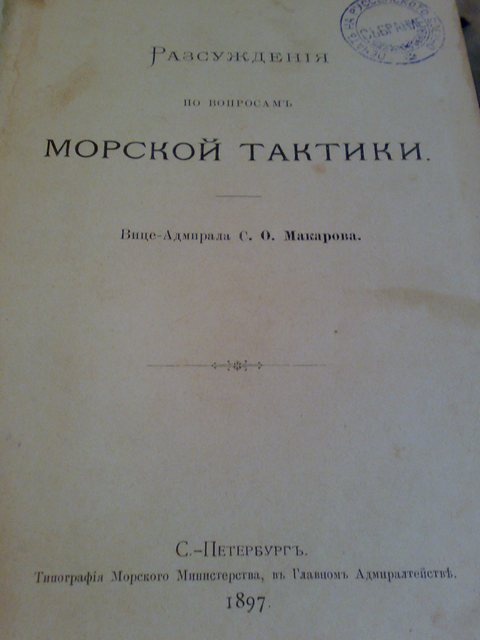 Разсужденія
по вопросамъ
МОРСКОЙ ТАКТИКИ.
Вице-Адмирала С. О. Макарова.
С.-Петербургъ.
Типографія Морского Министерства, въ Главномъ Адмиралтействѣ.
1897.